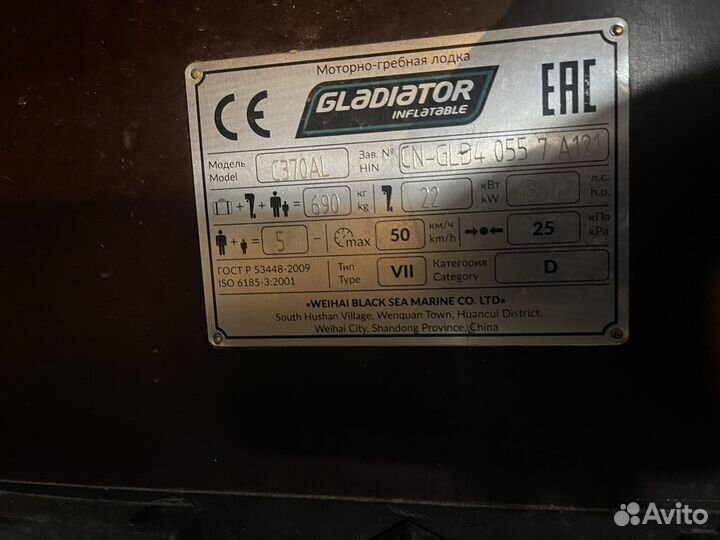 Моторно-гребная лодка
CE GLADIATOR EAC
INFLATABLE
Модель Model C370AL Зав. № HIN CN-GLD4 055 7 A121
+ + = 690 кг kg 22 кВт kW л.с. h.p.
+ = 5 - max 50 км/ч km/h 25 кПа kPa
ГОСТ Р 53448-2009 Тип VII Категория D
ISO 6185-3:2001 Type Category
«WEIHAI BLACK SEA MARINE CO. LTD»
South Hushan Village, Wenquan Town, Huancui District,
Weihai City, Shandong Province, China
Avito